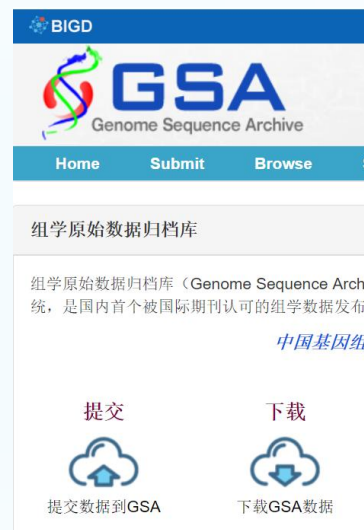 BIGD
GSA
Genome Sequence Archive
Home Submit Browse
组学原始数据归档库
组学原始数据归档库（Genome Sequence Arch
统，是国内首个被国际期刊认可的组学数据发布
中国基因组
提交 下载
提交数据到GSA 下载GSA数据